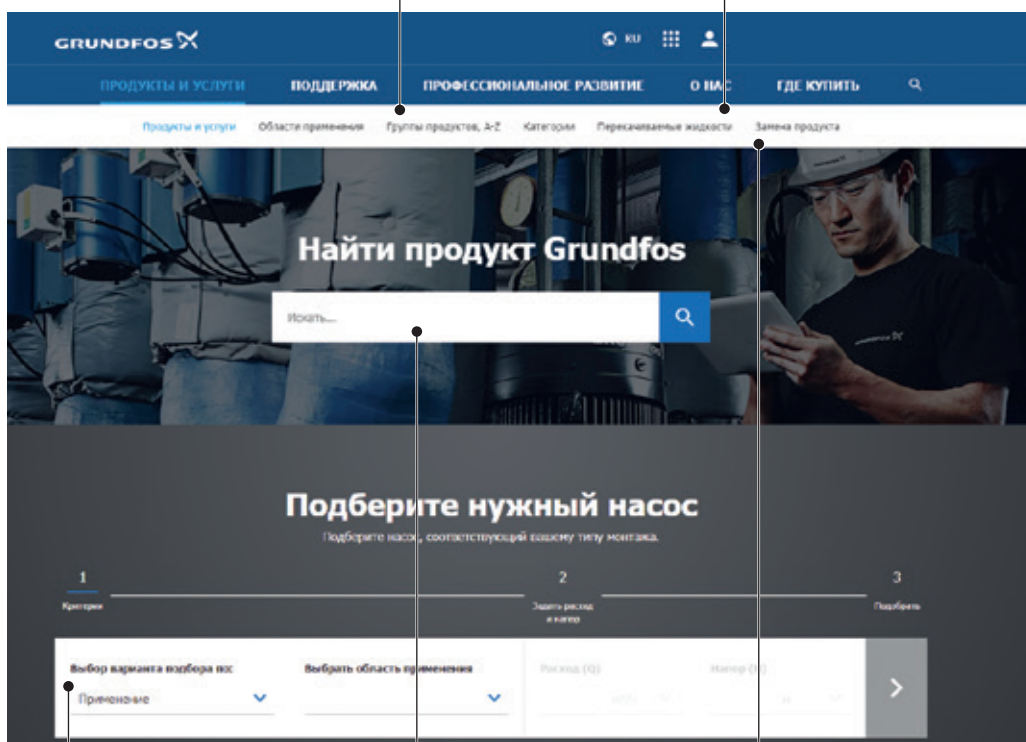 GRUNDFOS
RU
ПРОДУКТЫ И УСЛУГИ ПОДДЕРЖКА ПРОФЕССИОНАЛЬНОЕ РАЗВИТИЕ О НАС ГДЕ КУПИТЬ
Продукты и услуги Области применения Группы продуктов, A-Z Категории Перекачиваемые жидкости Замена продукта
Найти продукт Grundfos
Искать...
Подберите нужный насос
Подберите насос, соответствующий вашему типу монтажа.
1 2 3
Критерии Задать расход Подобрать
и напор
Выбор варианта подбора по: Выбрать область применения Расход (Q) Напор (H)
Применение